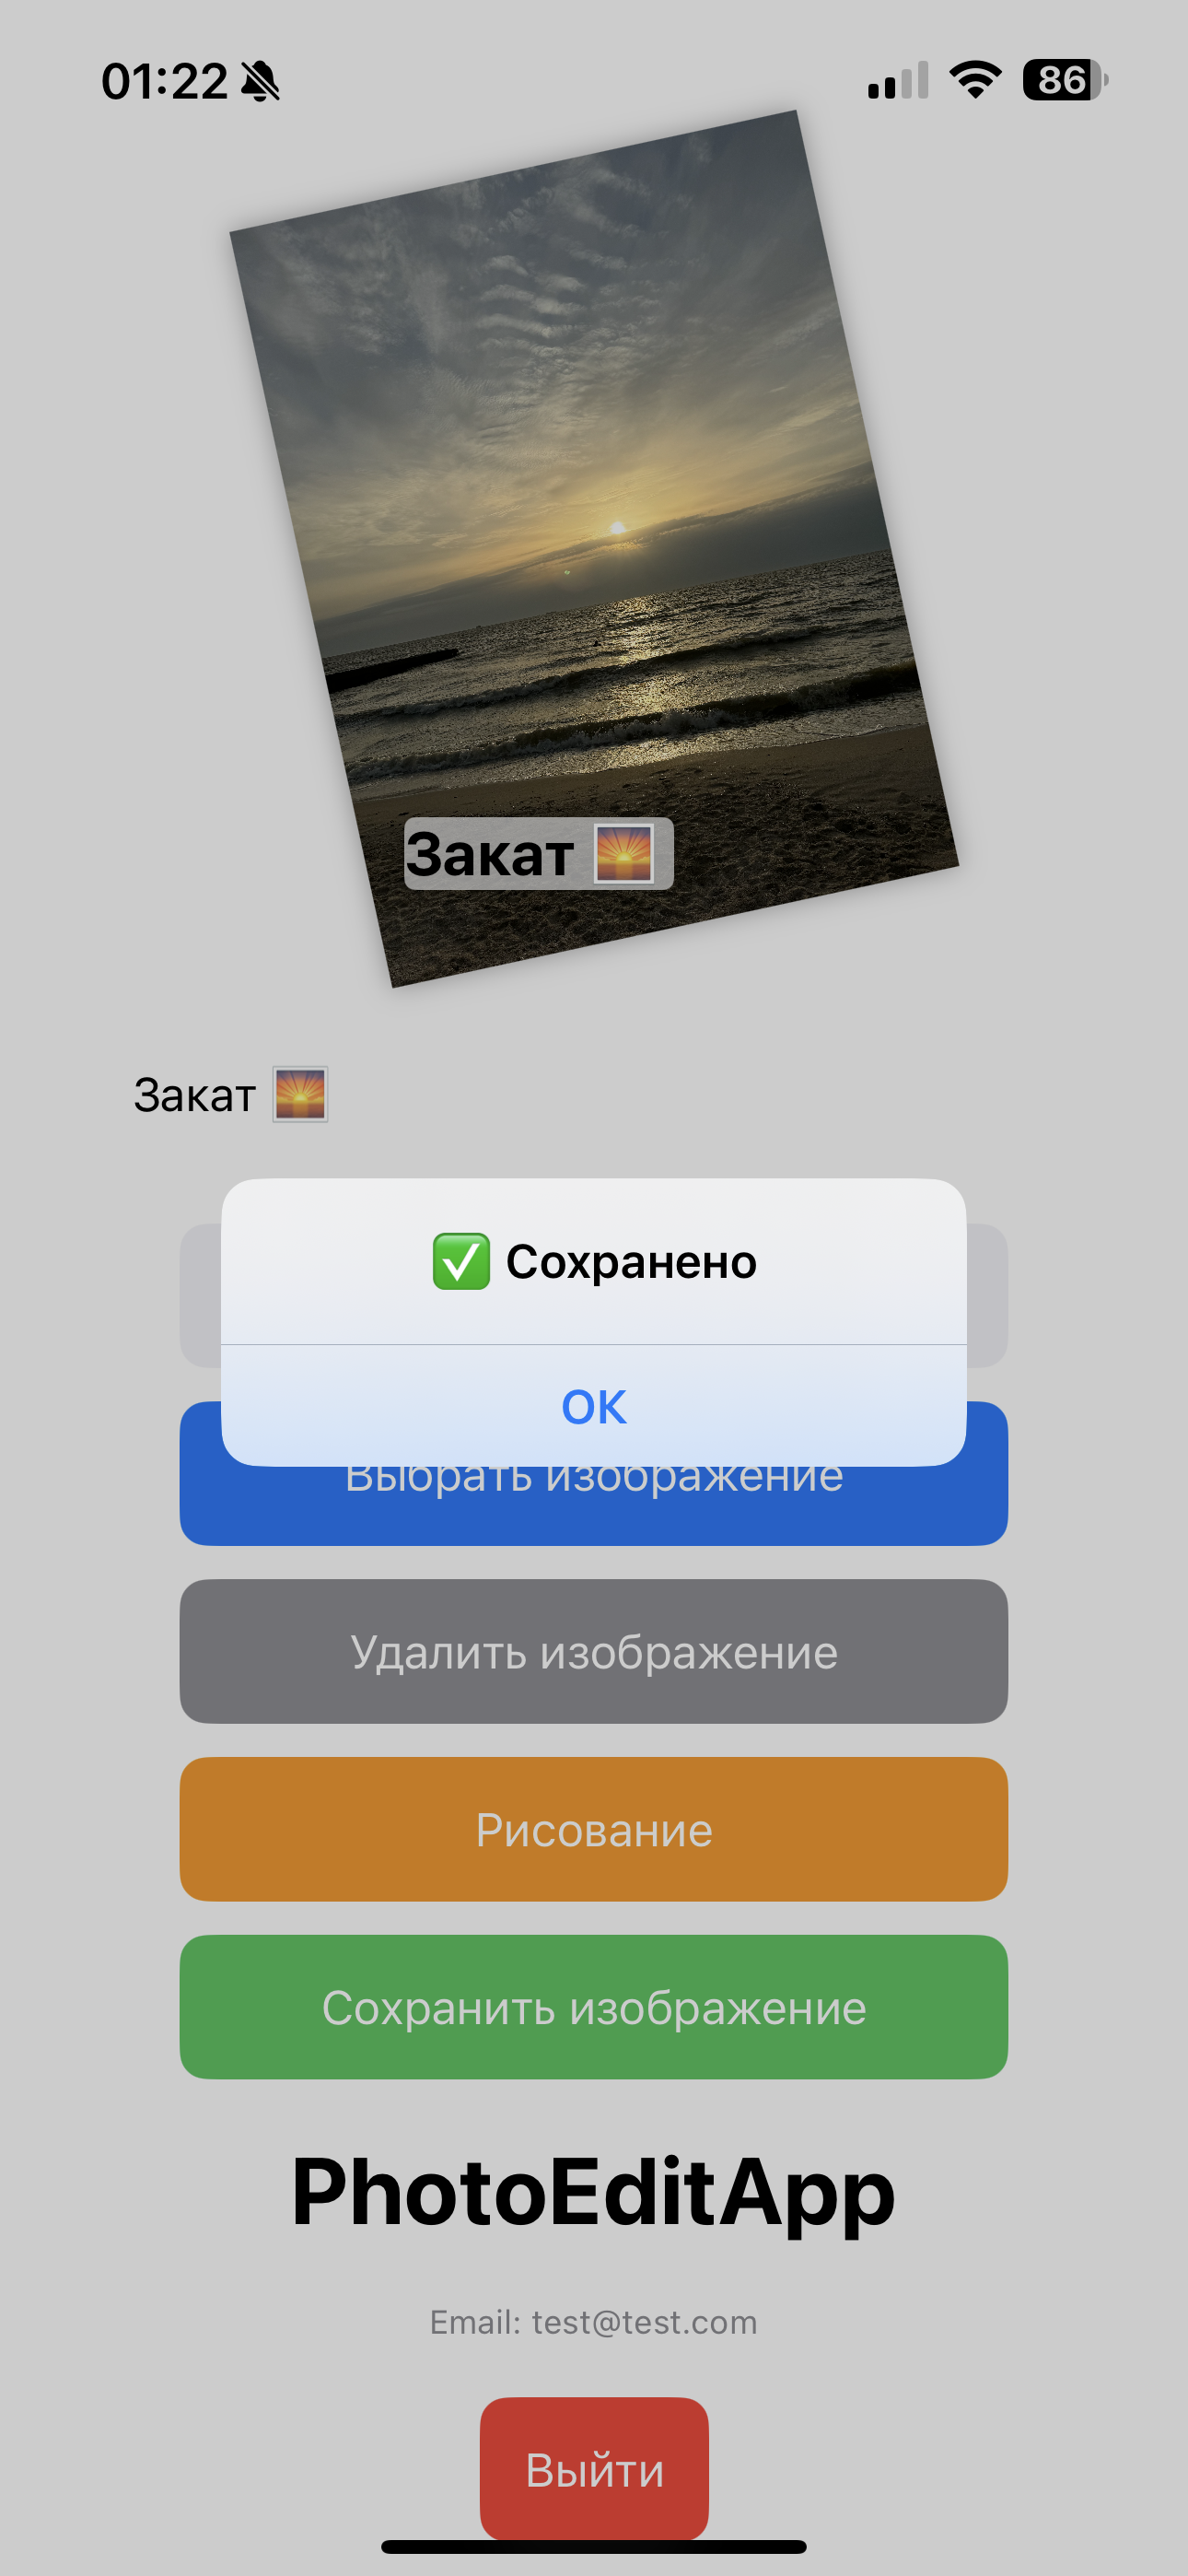 01:22
86
Закат 🌅
Закат 🌅
✅ Сохранено
ОК
Выбрать изображение
Удалить изображение
Рисование
Сохранить изображение
PhotoEditApp
Email: test@test.com
Выйти